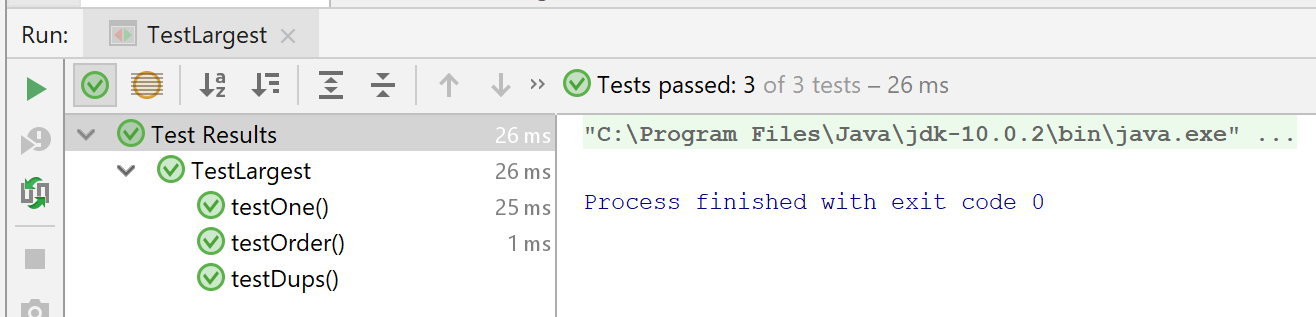 Run: TestLargest
Tests passed: 3 of 3 tests – 26 ms
Test Results 26 ms
TestLargest 26 ms
testOne() 25 ms
testOrder() 1 ms
testDups()
"C:\Program Files\Java\jdk-10.0.2\bin\java.exe" ...
Process finished with exit code 0